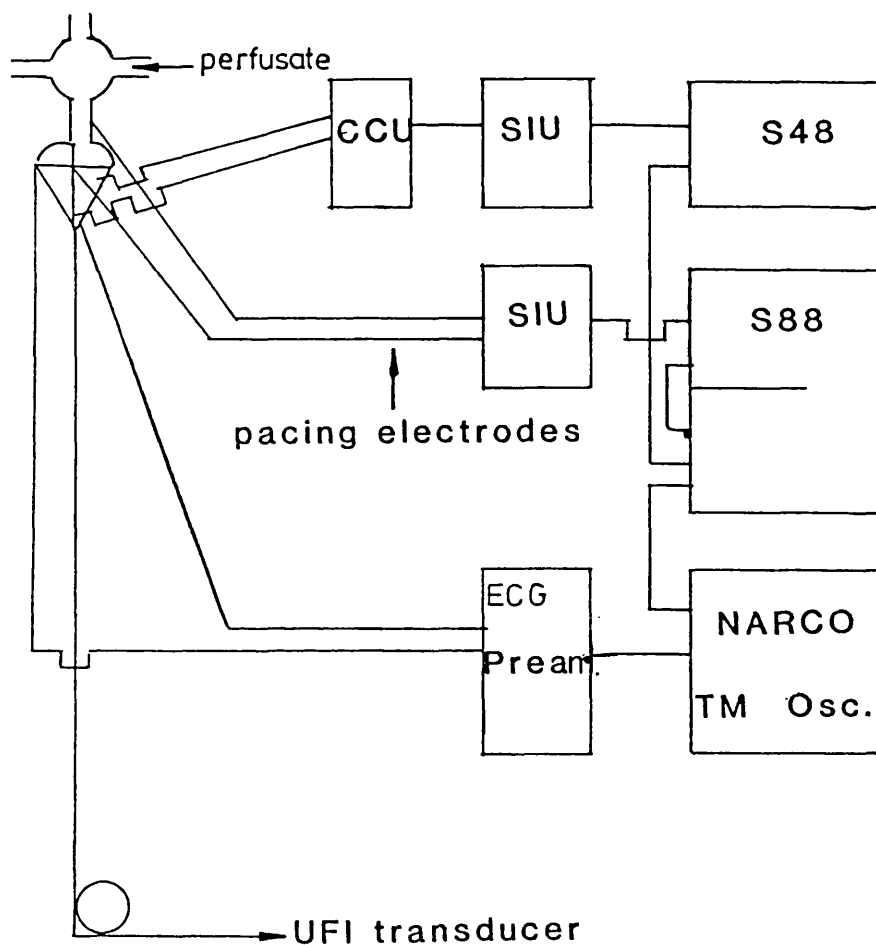 perfusate
CCU
SIU
S48
SIU
S88
pacing electrodes
ECG
Pream.
NARCO
TM Osc.
UFI transducer